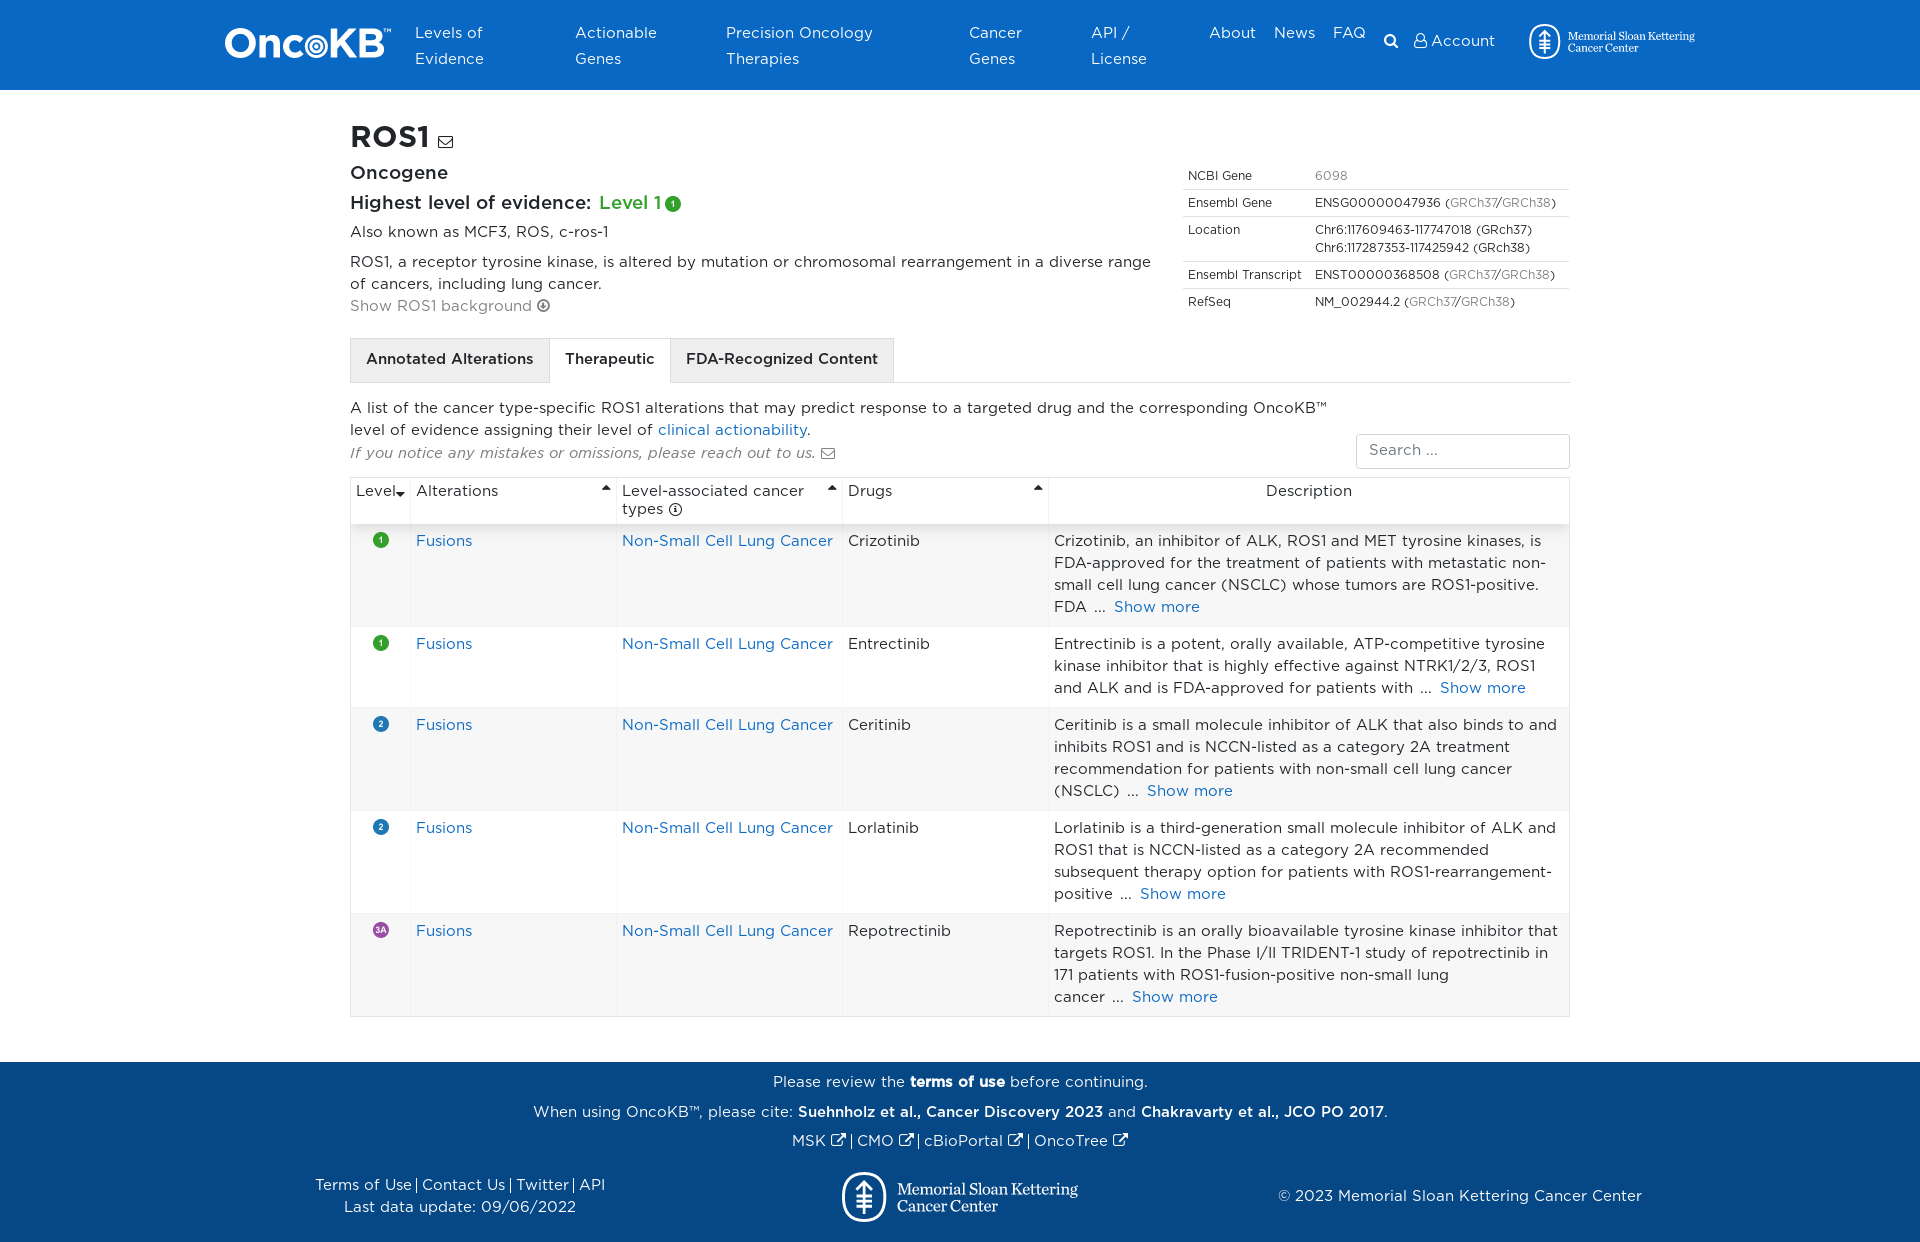 OncoKB™
Levels of Evidence
Actionable Genes
Precision Oncology Therapies
Cancer Genes
API / License
About
News
FAQ
Account
Memorial Sloan Kettering
Cancer Center
ROS1
Oncogene
Highest level of evidence: Level 1 1
Also known as MCF3, ROS, c-ros-1
ROS1, a receptor tyrosine kinase, is altered by mutation or chromosomal rearrangement in a diverse range
of cancers, including lung cancer.
Show ROS1 background
NCBI Gene 6098
Ensembl Gene ENSG00000047936 (GRCh37/GRCh38)
Location Chr6:117609463-117747018 (GRch37)
Chr6:117287353-117425942 (GRch38)
Ensembl Transcript ENST00000368508 (GRCh37/GRCh38)
RefSeq NM_002944.2 (GRCh37/GRCh38)
Annotated Alterations Therapeutic FDA-Recognized Content
A list of the cancer type-specific ROS1 alterations that may predict response to a targeted drug and the corresponding OncoKB™
level of evidence assigning their level of clinical actionability.
If you notice any mistakes or omissions, please reach out to us.
Search ...
Level Alterations Level-associated cancer types Drugs Description
1 Fusions Non-Small Cell Lung Cancer Crizotinib Crizotinib, an inhibitor of ALK, ROS1 and MET tyrosine kinases, is
FDA-approved for the treatment of patients with metastatic non-
small cell lung cancer (NSCLC) whose tumors are ROS1-positive.
FDA ... Show more
1 Fusions Non-Small Cell Lung Cancer Entrectinib Entrectinib is a potent, orally available, ATP-competitive tyrosine
kinase inhibitor that is highly effective against NTRK1/2/3, ROS1
and ALK and is FDA-approved for patients with ... Show more
2 Fusions Non-Small Cell Lung Cancer Ceritinib Ceritinib is a small molecule inhibitor of ALK that also binds to and
inhibits ROS1 and is NCCN-listed as a category 2A treatment
recommendation for patients with non-small cell lung cancer
(NSCLC) ... Show more
2 Fusions Non-Small Cell Lung Cancer Lorlatinib Lorlatinib is a third-generation small molecule inhibitor of ALK and
ROS1 that is NCCN-listed as a category 2A recommended
subsequent therapy option for patients with ROS1-rearrangement-
positive ... Show more
3A Fusions Non-Small Cell Lung Cancer Repotrectinib Repotrectinib is an orally bioavailable tyrosine kinase inhibitor that
targets ROS1. In the Phase I/II TRIDENT-1 study of repotrectinib in
171 patients with ROS1-fusion-positive non-small lung
cancer ... Show more
Please review the terms of use before continuing.
When using OncoKB™, please cite: Suehnholz et al., Cancer Discovery 2023 and Chakravarty et al., JCO PO 2017.
MSK | CMO | cBioPortal | OncoTree
Terms of Use | Contact Us | Twitter | API
Last data update: 09/06/2022
Memorial Sloan Kettering
Cancer Center
© 2023 Memorial Sloan Kettering Cancer Center